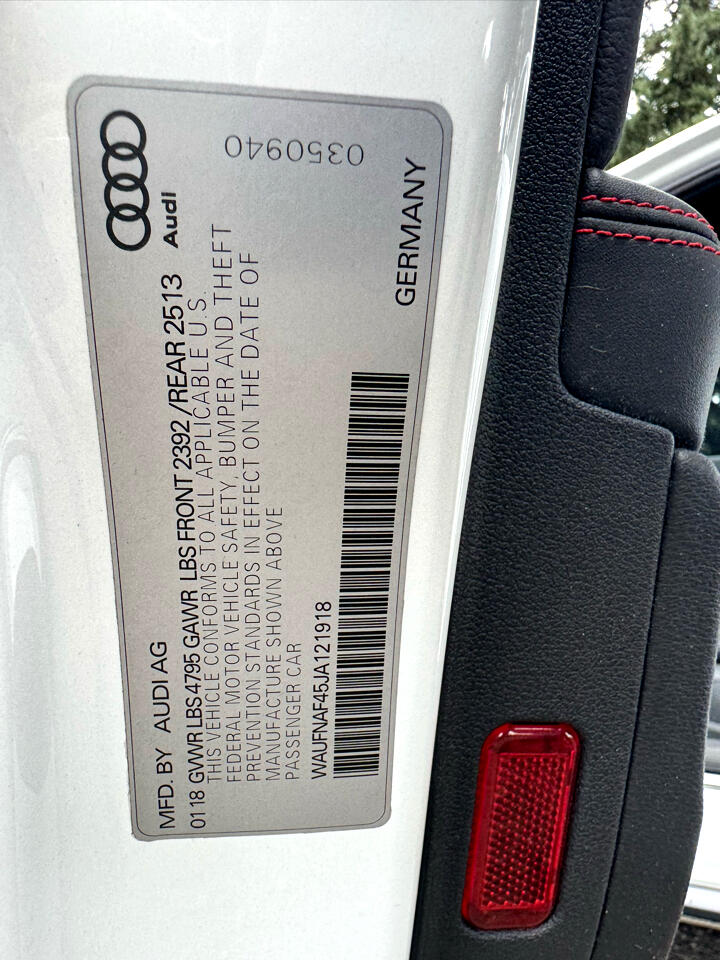 MFD. BY AUDI AG
Audi
01 18 GVWR LBS 4795 GAWR LBS FRONT 2392 /REAR 2513
THIS VEHICLE CONFORMS TO ALL APPLICABLE U.S.
FEDERAL MOTOR VEHICLE SAFETY, BUMPER AND THEFT
PREVENTION STANDARDS IN EFFECT ON THE DATE OF
MANUFACTURE SHOWN ABOVE
PASSENGER CAR
WAUFNAF45JA121918
GERMANY
0350940